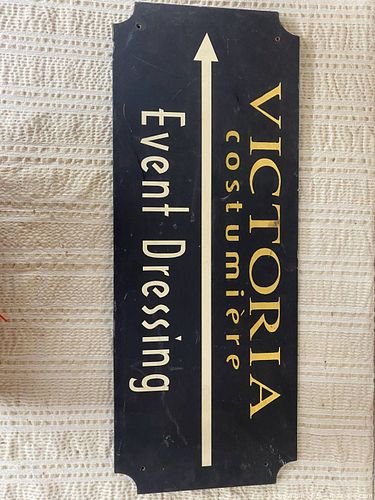 VICTORIA
costumière
Event Dressing